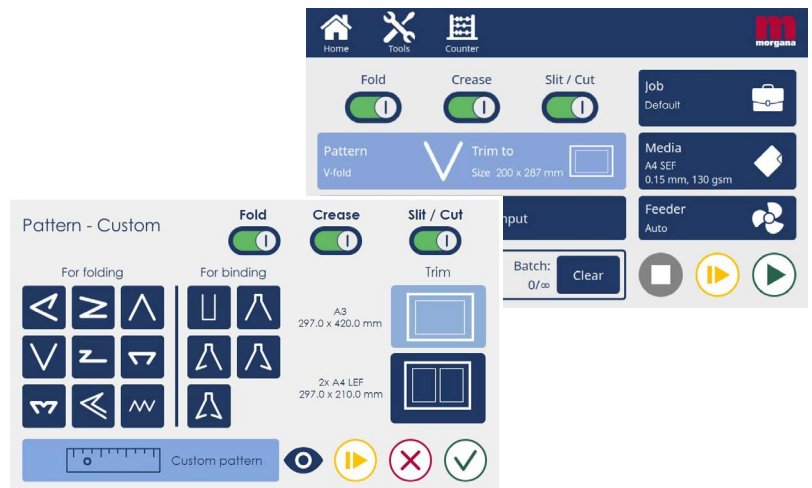 Home
Tools
Counter
morgana
Fold
Crease
Slit / Cut
Job
Default
Pattern
V-fold
Trim to
Size 200 x 287 mm
Media
A4 SEF
0.15 mm, 130 gsm
Feeder
Auto
Batch:
0/∞
Clear
Pattern - Custom
Fold
Crease
Slit / Cut
For folding
For binding
Trim
A3
297.0 x 420.0 mm
2x A4 LEF
297.0 x 210.0 mm
Custom pattern